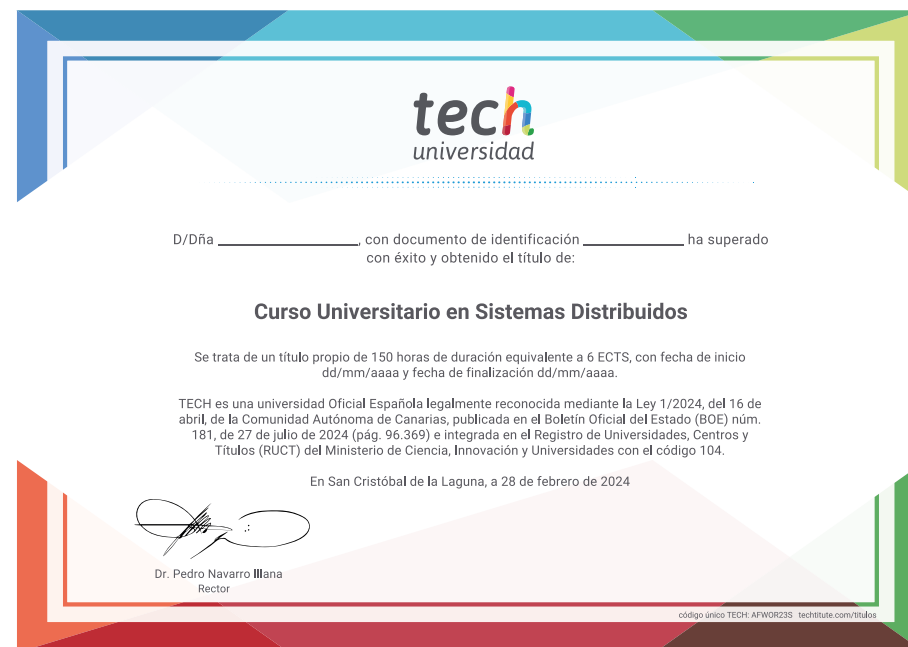 tech
universidad
D/Dña ____________________, con documento de identificación ______________ ha superado
con éxito y obtenido el título de:
Curso Universitario en Sistemas Distribuidos
Se trata de un título propio de 150 horas de duración equivalente a 6 ECTS, con fecha de inicio
dd/mm/aaaa y fecha de finalización dd/mm/aaaa.
TECH es una universidad Oficial Española legalmente reconocida mediante la Ley 1/2024, del 16 de
abril, de la Comunidad Autónoma de Canarias, publicada en el Boletín Oficial del Estado (BOE) núm.
181, de 27 de julio de 2024 (pág. 96.369) e integrada en el Registro de Universidades, Centros y
Títulos (RUCT) del Ministerio de Ciencia, Innovación y Universidades con el código 104.
En San Cristóbal de la Laguna, a 28 de febrero de 2024
Dr. Pedro Navarro Illana
Rector
código único TECH: AFWOR23S techtitute.com/titulos